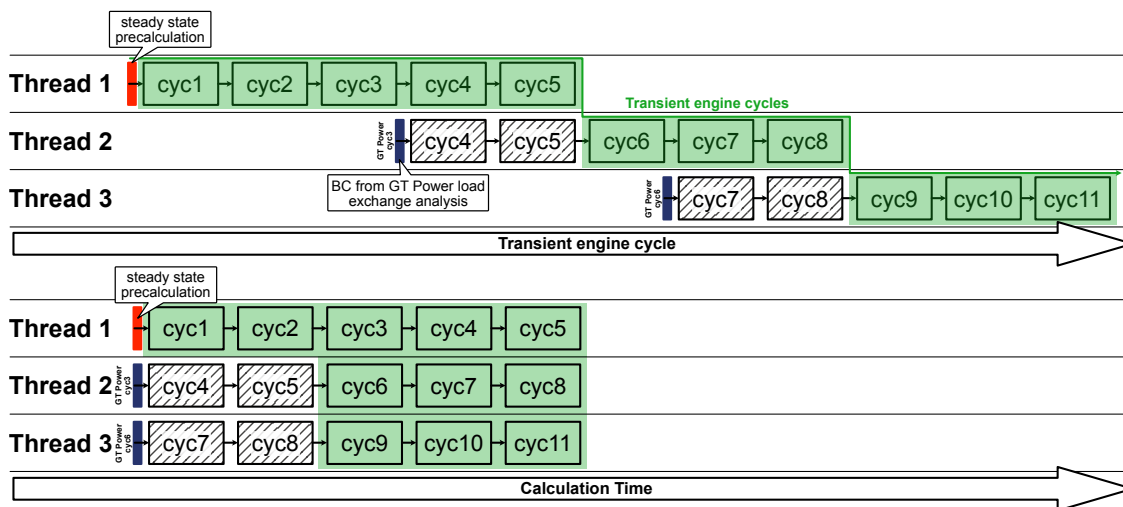 steady state
precalculation
Thread 1
cyc1 cyc2 cyc3 cyc4 cyc5
Transient engine cycles
Thread 2
GT Power
cyc3
cyc4 cyc5 cyc6 cyc7 cyc8
BC from GT Power load
exchange analysis
Thread 3
GT Power
cyc6
cyc7 cyc8 cyc9 cyc10 cyc11
Transient engine cycle
steady state
precalculation
Thread 1
cyc1 cyc2 cyc3 cyc4 cyc5
Thread 2
GT Power
cyc3
cyc4 cyc5 cyc6 cyc7 cyc8
Thread 3
GT Power
cyc6
cyc7 cyc8 cyc9 cyc10 cyc11
Calculation Time